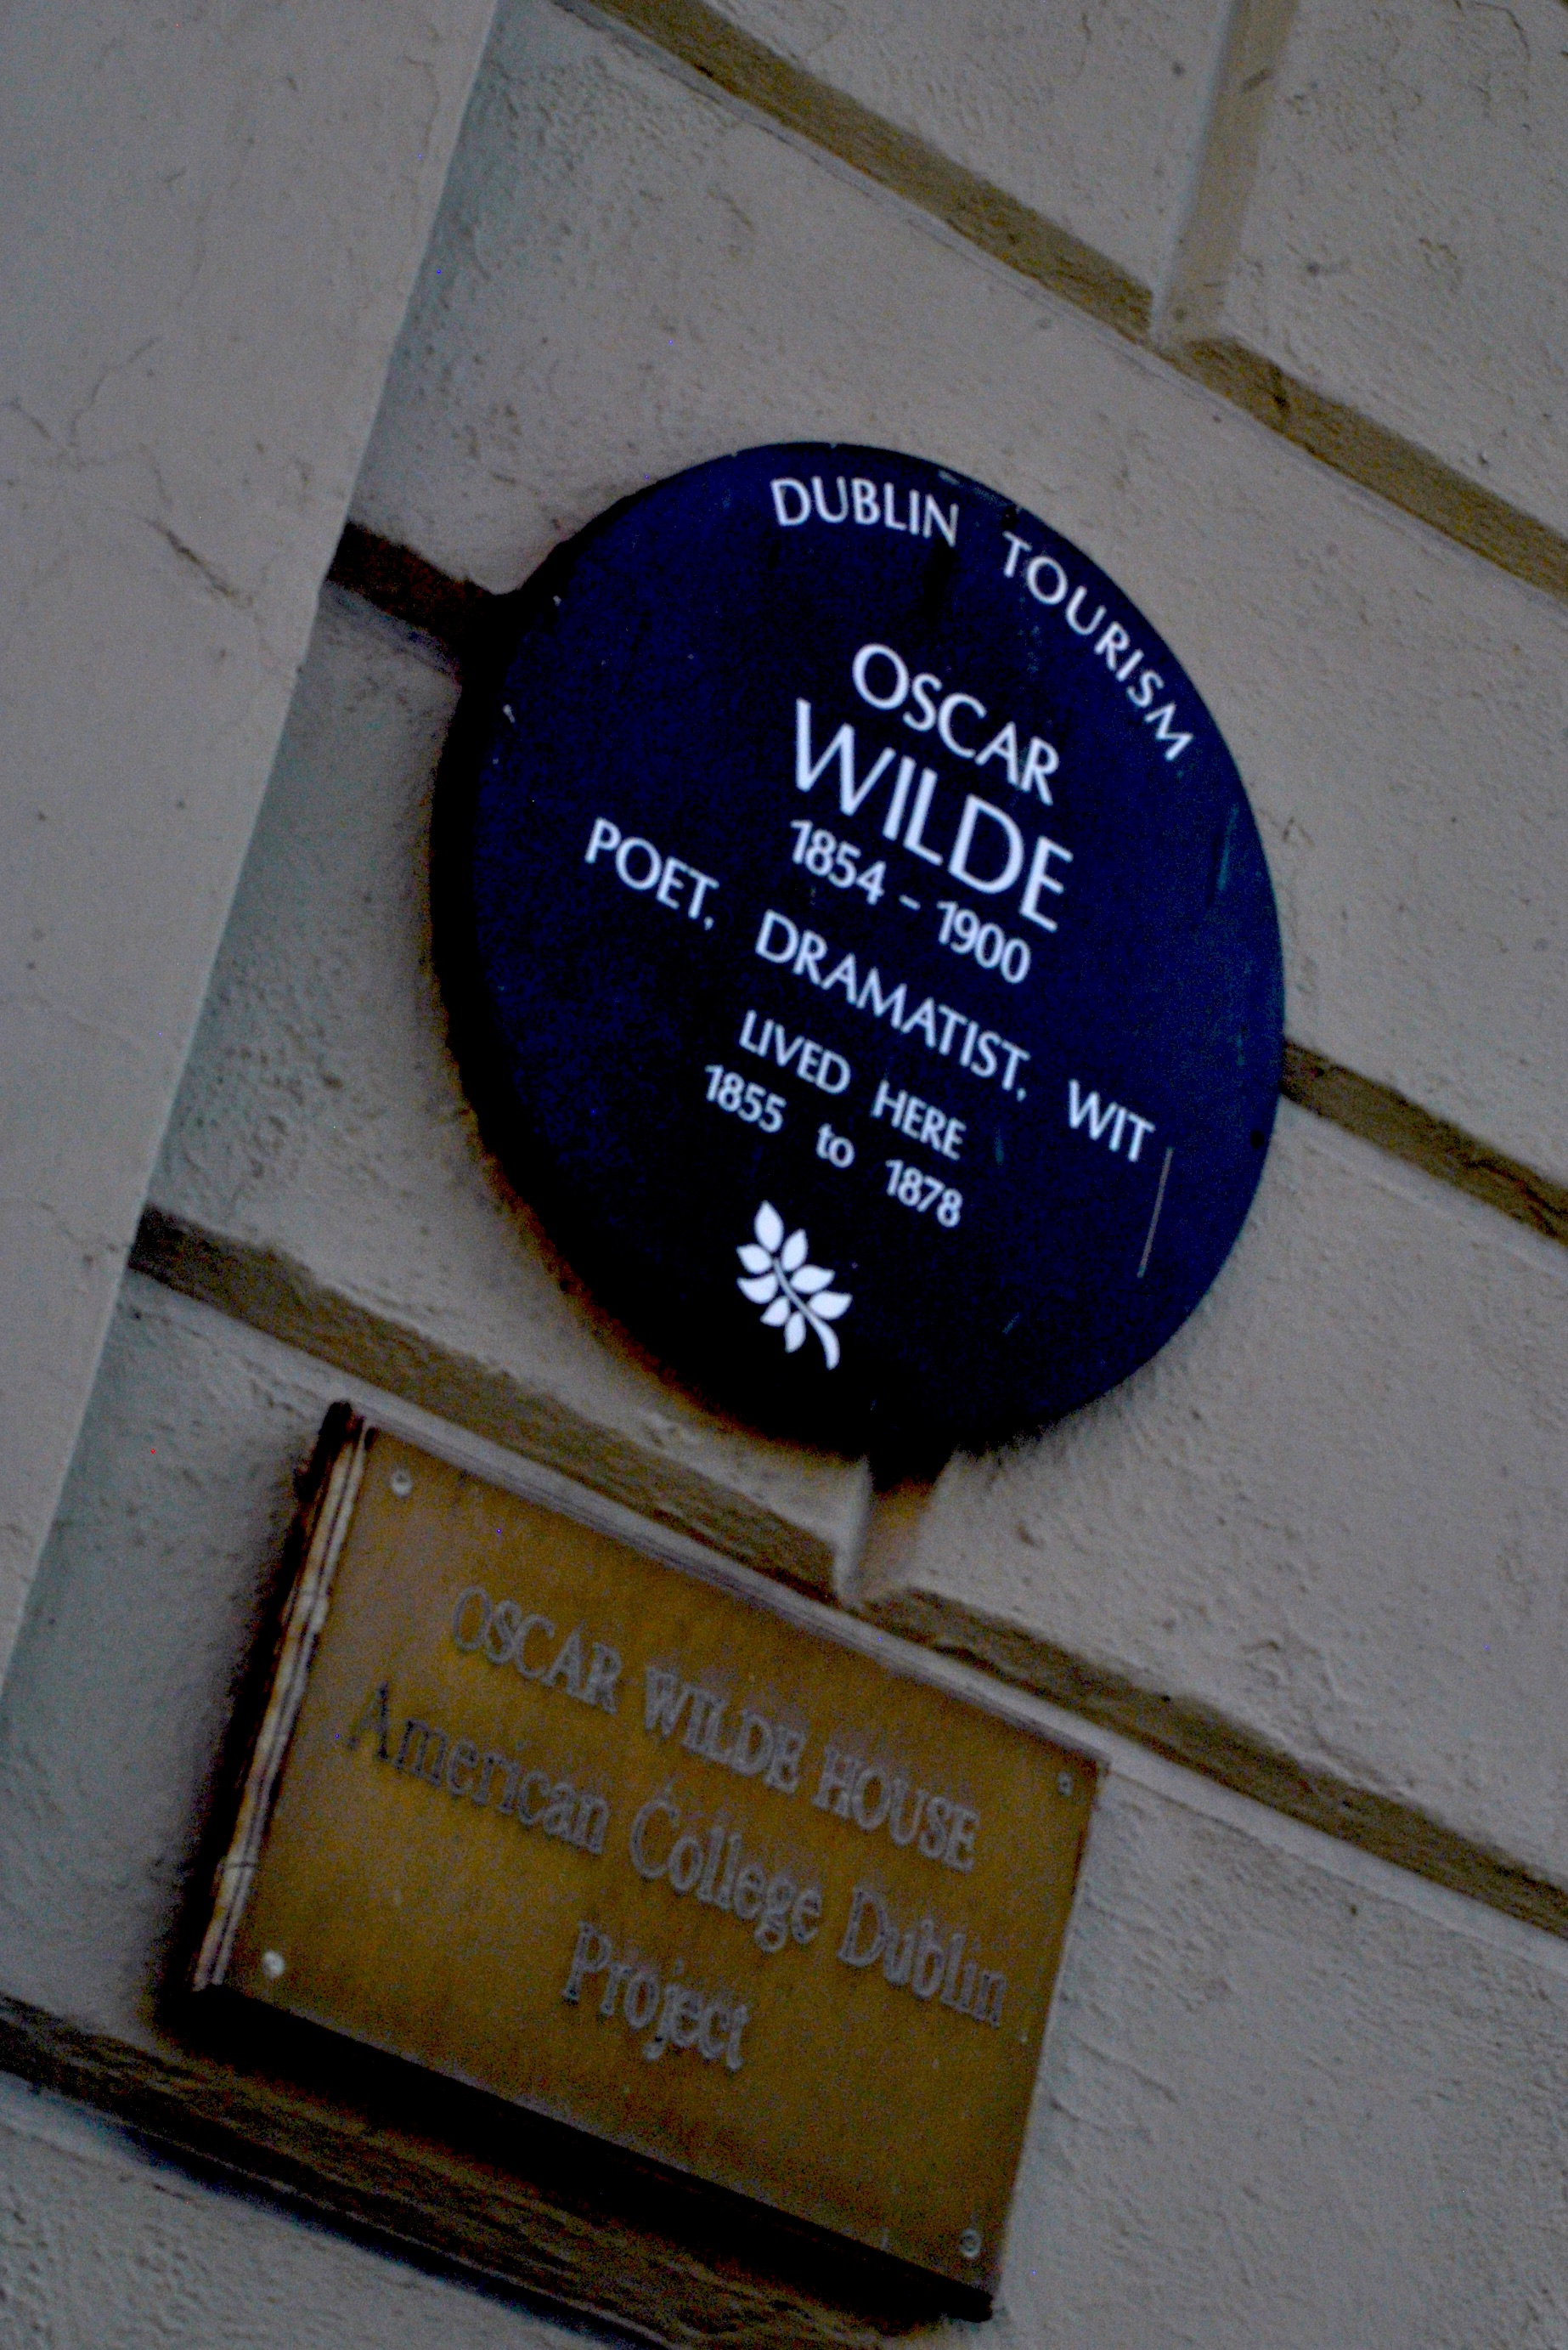 DUBLIN TOURISM
OSCAR
WILDE
1854 - 1900
POET, DRAMATIST, WIT
LIVED HERE
1855 to 1878
OSCAR WILDE HOUSE
American College Dublin
Project